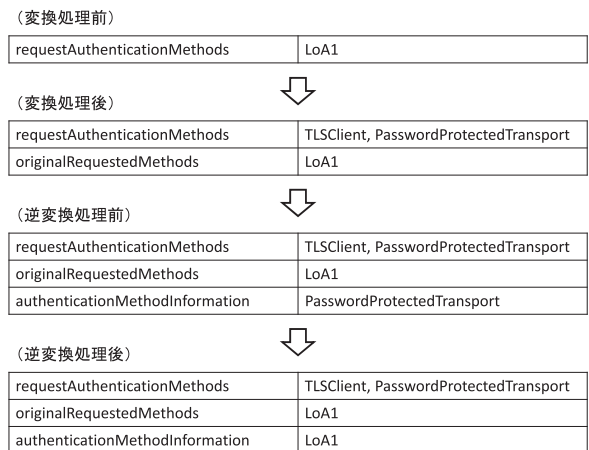 （変換処理前）
requestAuthenticationMethods LoA1
（変換処理後）
requestAuthenticationMethods TLSClient, PasswordProtectedTransport
originalRequestedMethods LoA1
（逆変換処理前）
requestAuthenticationMethods TLSClient, PasswordProtectedTransport
originalRequestedMethods LoA1
authenticationMethodInformation PasswordProtectedTransport
（逆変換処理後）
requestAuthenticationMethods TLSClient, PasswordProtectedTransport
originalRequestedMethods LoA1
authenticationMethodInformation LoA1